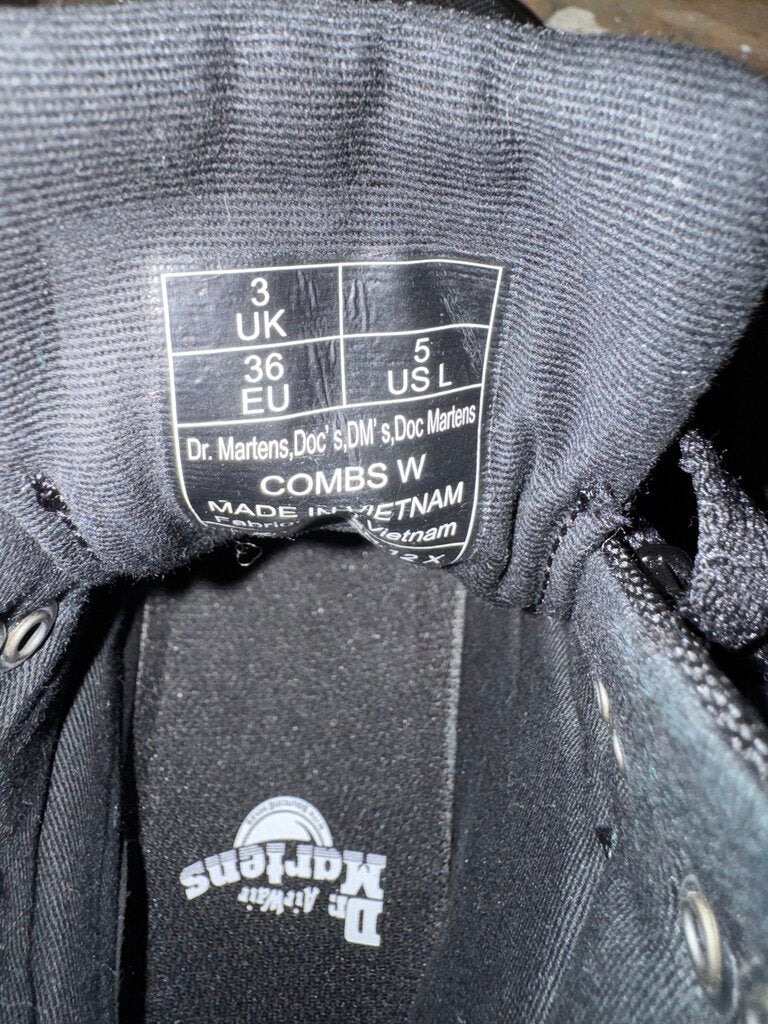 3
UK
36
EU
5
US L
Dr. Martens,Doc's,DM's,Doc Martens
COMBS W
MADE IN VIETNAM
Vietnam
Dr.
Martens
AirWair